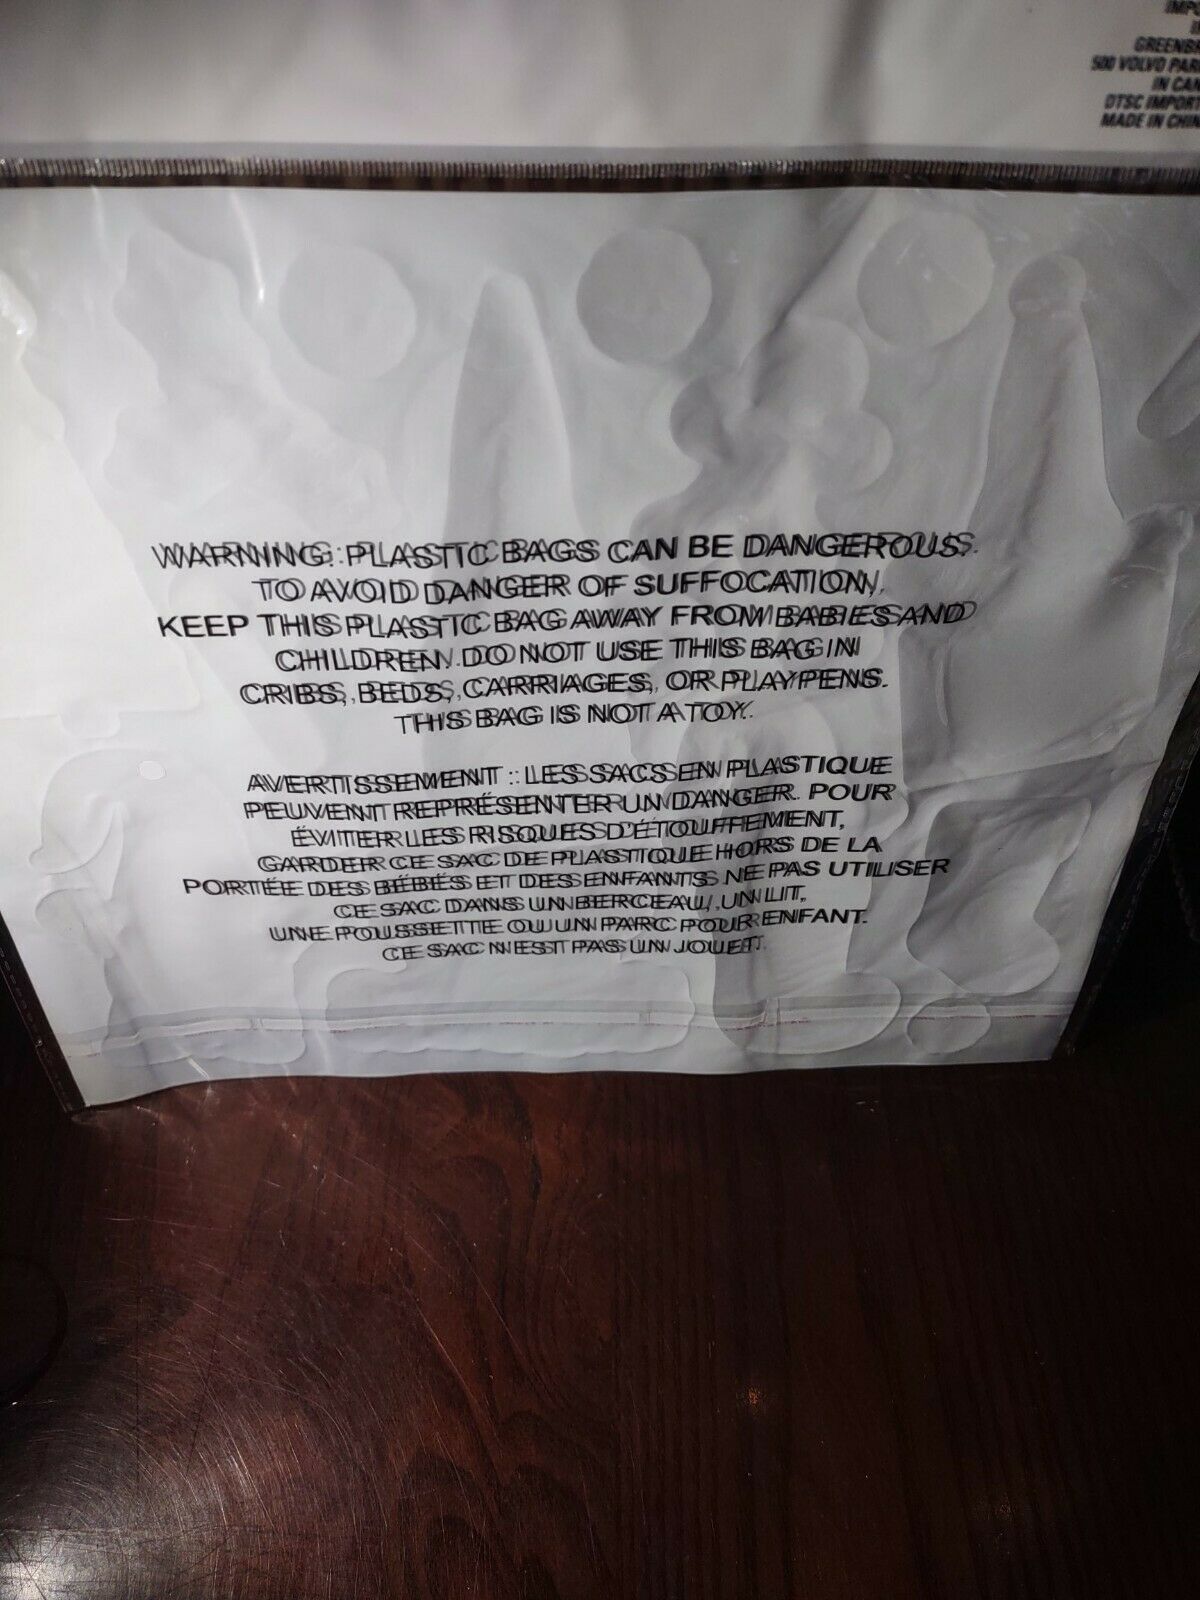 GREENB
500 VOLVO PAR
IN CAN
DTSC IMPORT
MADE IN CHIN
WARNING: PLASTIC BAGS CAN BE DANGEROUS.
TO AVOID DANGER OF SUFFOCATION,
KEEP THIS PLASTIC BAG AWAY FROM BABIES AND
CHILDREN. DO NOT USE THIS BAG IN
CRIBS, BEDS, CARRIAGES, OR PLAYPENS.
THIS BAG IS NOT A TOY.
AVERTISSEMENT : LES SACS EN PLASTIQUE
PEUVENT REPRÉSENTER UN DANGER. POUR
ÉVITER LES RISQUES D'ÉTOUFFEMENT,
GARDER CE SAC DE PLASTIQUE HORS DE LA
PORTÉE DES BÉBÉS ET DES ENFANTS. NE PAS UTILISER
CE SAC DANS UN BERCEAU, UN LIT,
UNE POUSSETTE OU UN PARC POUR ENFANT.
CE SAC N'EST PAS UN JOUET.